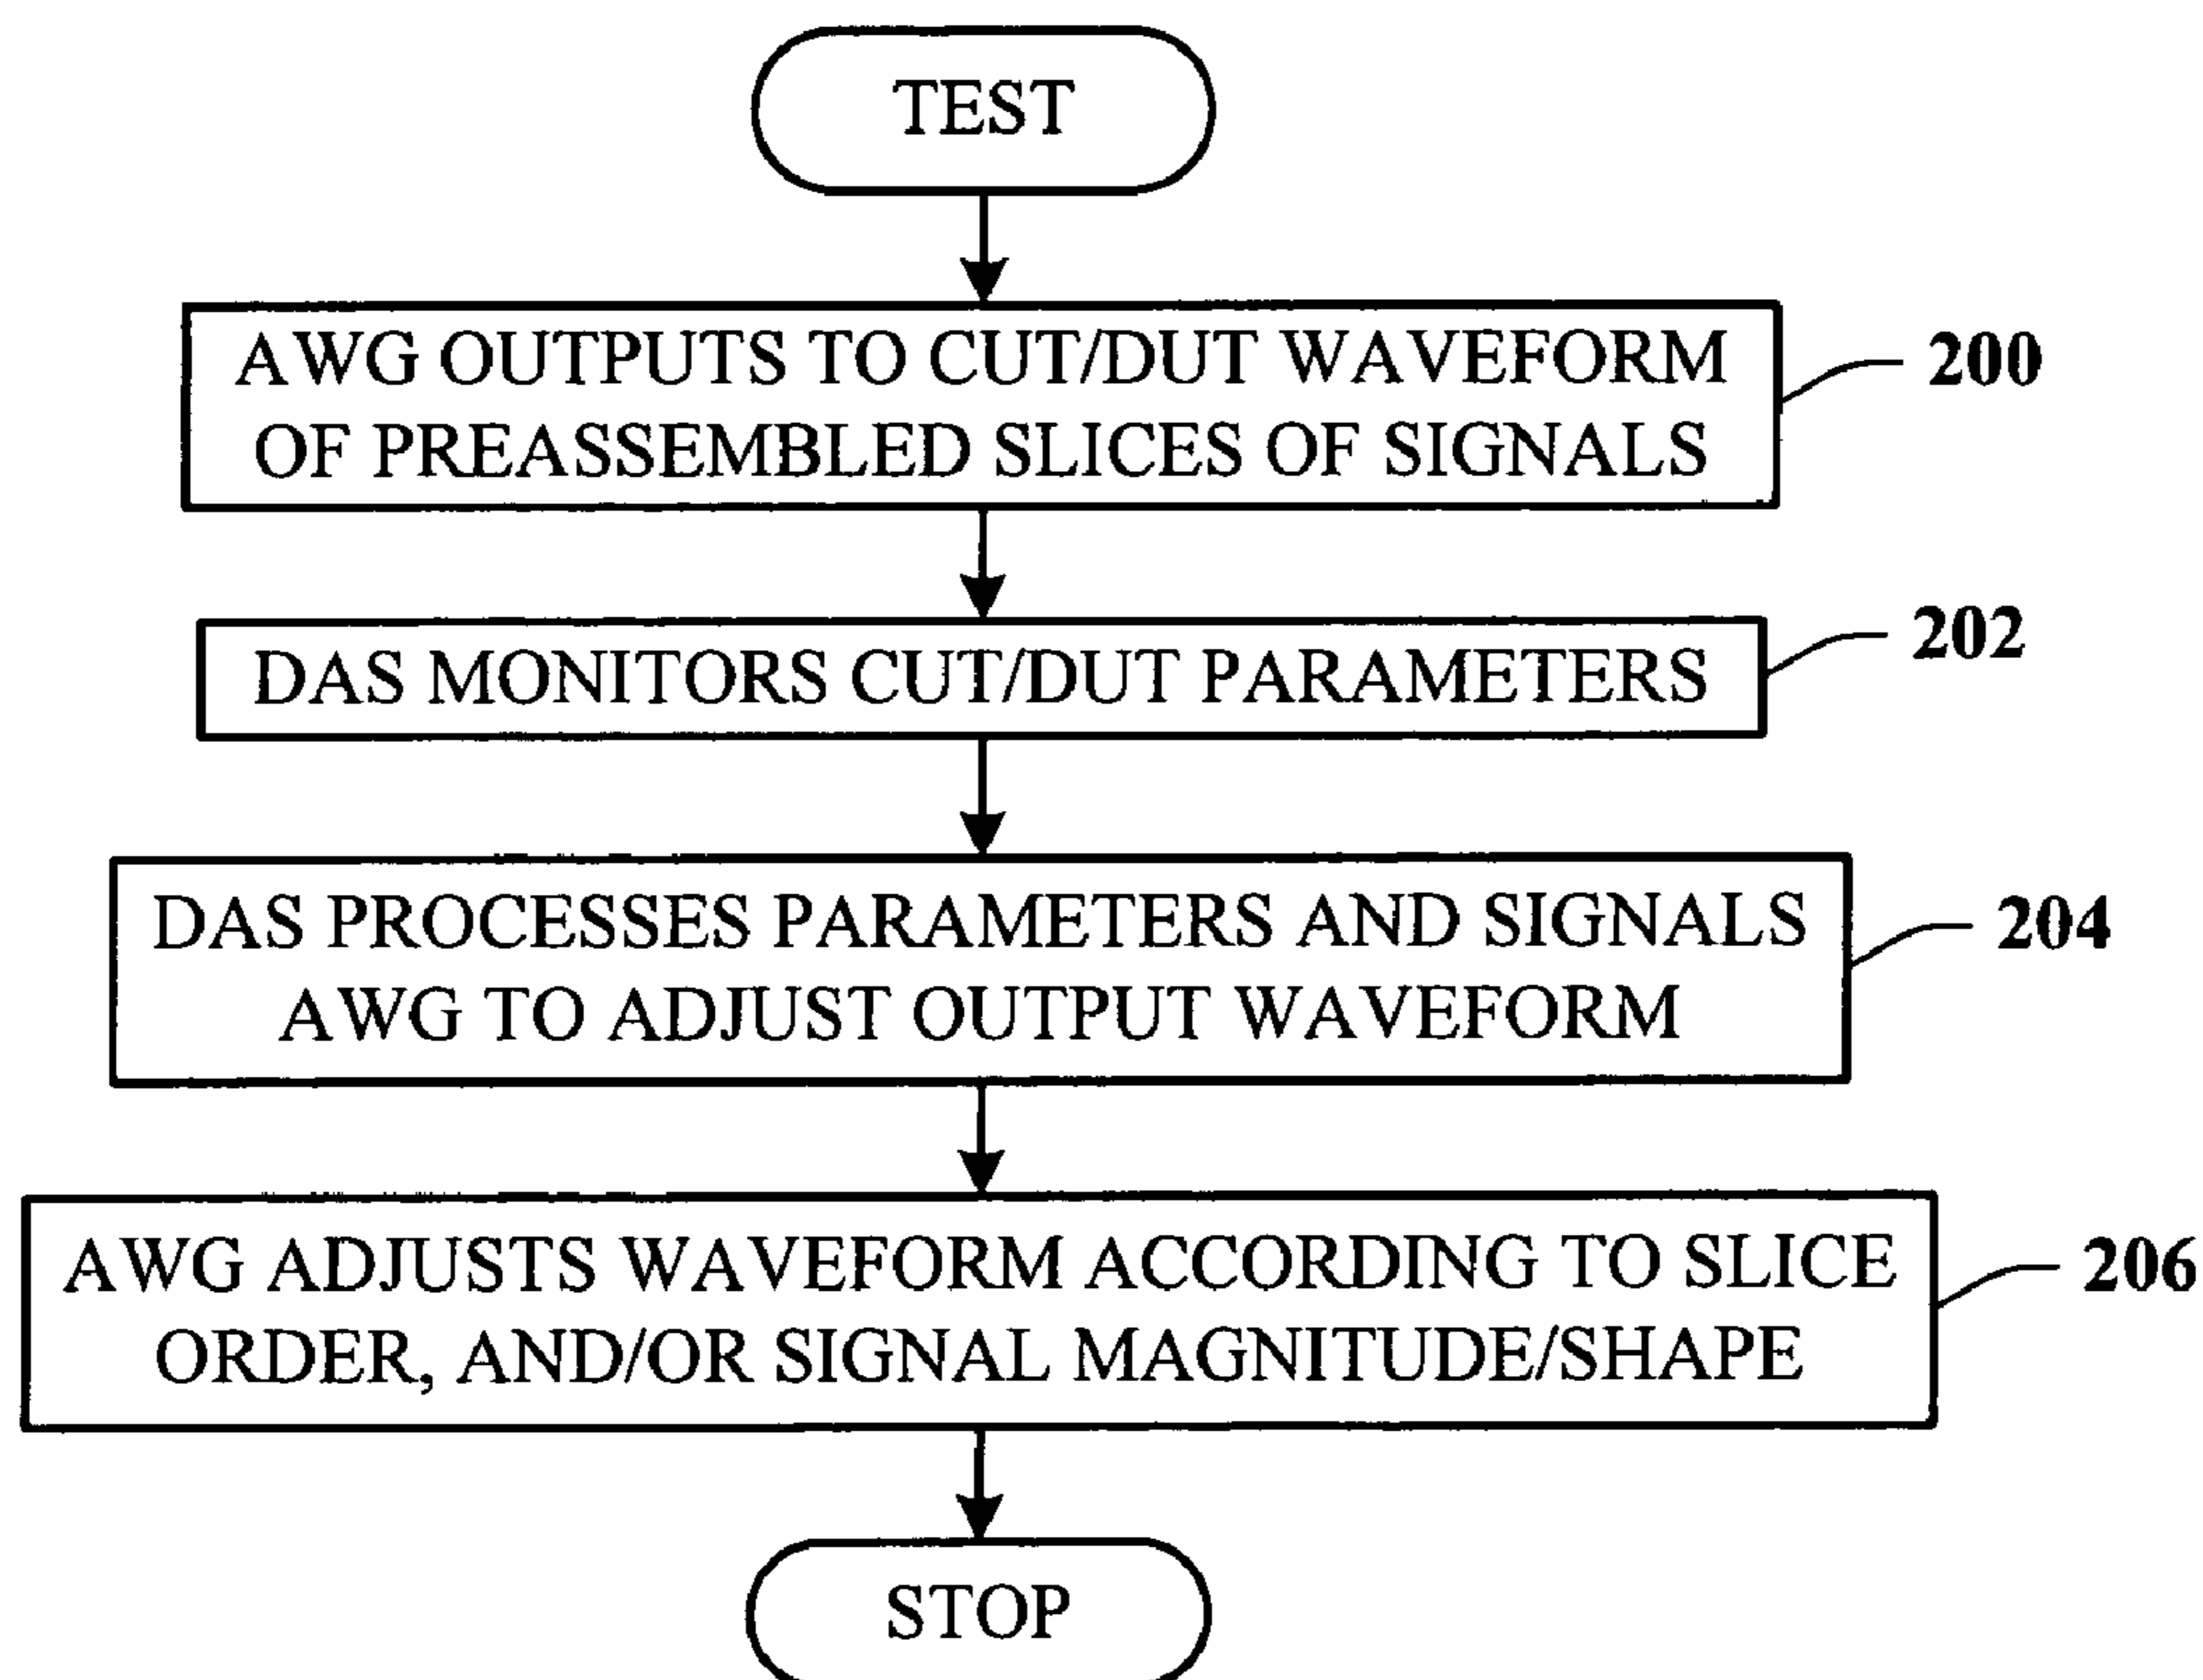 TEST
AWG OUTPUTS TO CUT/DUT WAVEFORM
OF PREASSEMBLED SLICES OF SIGNALS
200
DAS MONITORS CUT/DUT PARAMETERS
202
DAS PROCESSES PARAMETERS AND SIGNALS
AWG TO ADJUST OUTPUT WAVEFORM
204
AWG ADJUSTS WAVEFORM ACCORDING TO SLICE
ORDER, AND/OR SIGNAL MAGNITUDE/SHAPE
206
STOP